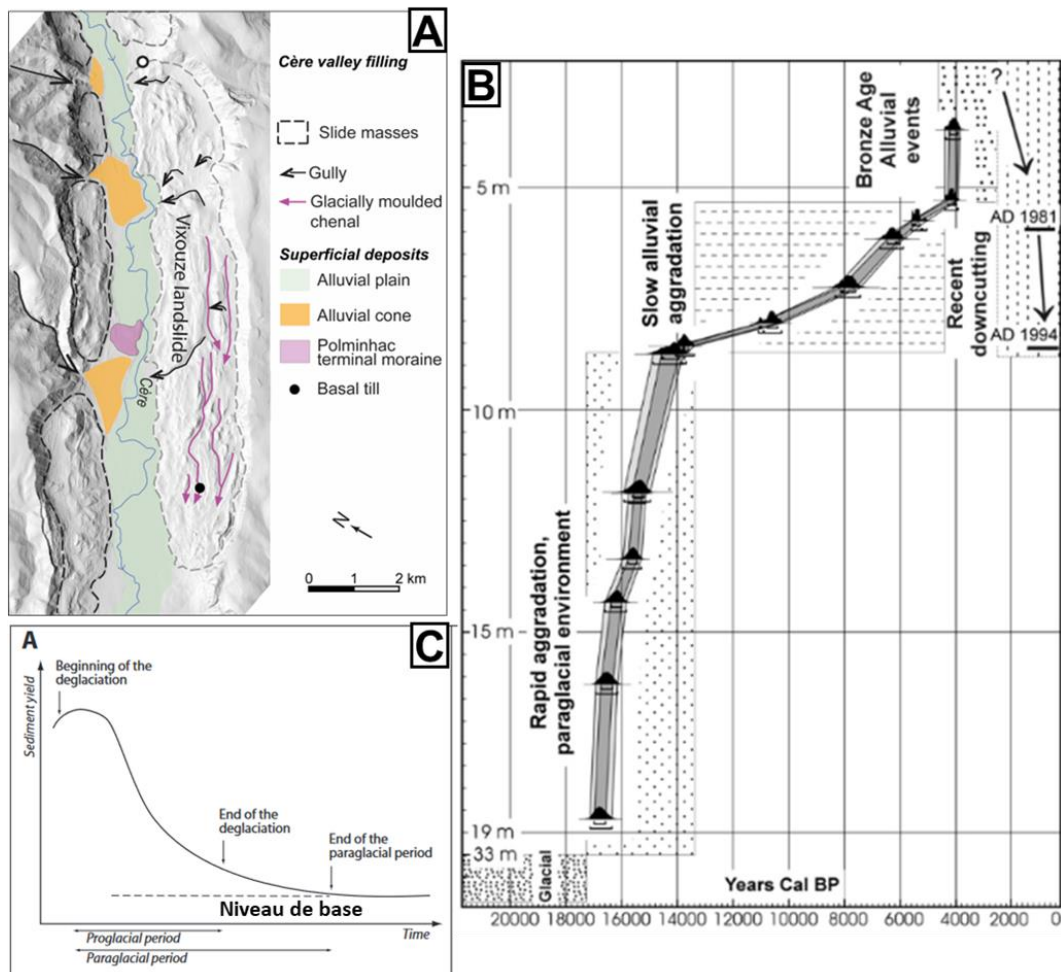 A
Cère valley filling
Slide masses
Gully
Glacially moulded
chenal
Superficial deposits
Alluvial plain
Alluvial cone
Polminhac
terminal moraine
Basal till
Vixouze landslide
Cère
N
0 1 2 km
B
5 m
10 m
15 m
19 m
33 m
Rapid aggradation,
paraglacial environment
Slow alluvial
aggradation
Bronze Age
Alluvial
events
Recent
downcutting
?
AD 1981
AD 1994
Glacial
Years Cal BP
20000 18000 16000 14000 12000 10000 8000 6000 4000 2000 0
C
A
Sediment yield
Beginning of the
deglaciation
End of the
deglaciation
End of the
paraglacial period
Niveau de base
Time
Proglacial period
Paraglacial period